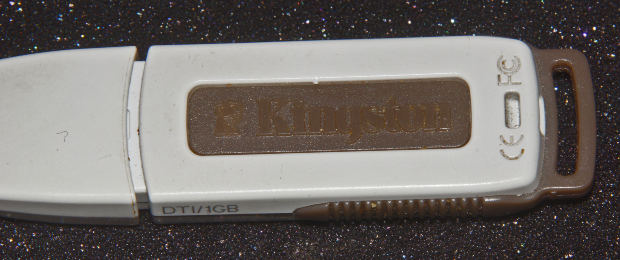 Kingston
DTI/1GB
FC
CE